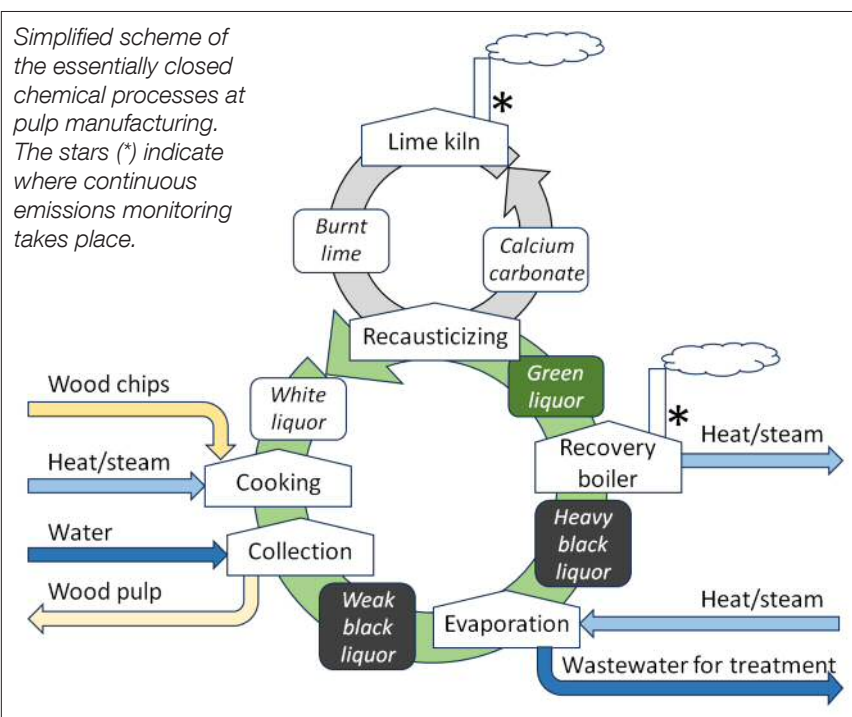 Simplified scheme of
the essentially closed
chemical processes at
pulp manufacturing.
The stars (*) indicate
where continuous
emissions monitoring
takes place.
*
Lime kiln
Burnt
lime
Calcium
carbonate
Recausticizing
Green
liquor
White
liquor
Wood chips
*
Heat/steam
Recovery
boiler
Heat/steam
Cooking
Water
Collection
Heavy
black
liquor
Wood pulp
Weak
black
liquor
Evaporation
Heat/steam
Wastewater for treatment